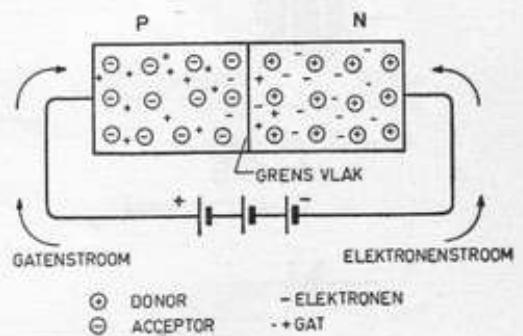 P N
GRENS VLAK
+ −
GATENSTROOM ELEKTRONENSTROOM
⊕ DONOR - ELEKTRONEN
⊖ ACCEPTOR -+GAT